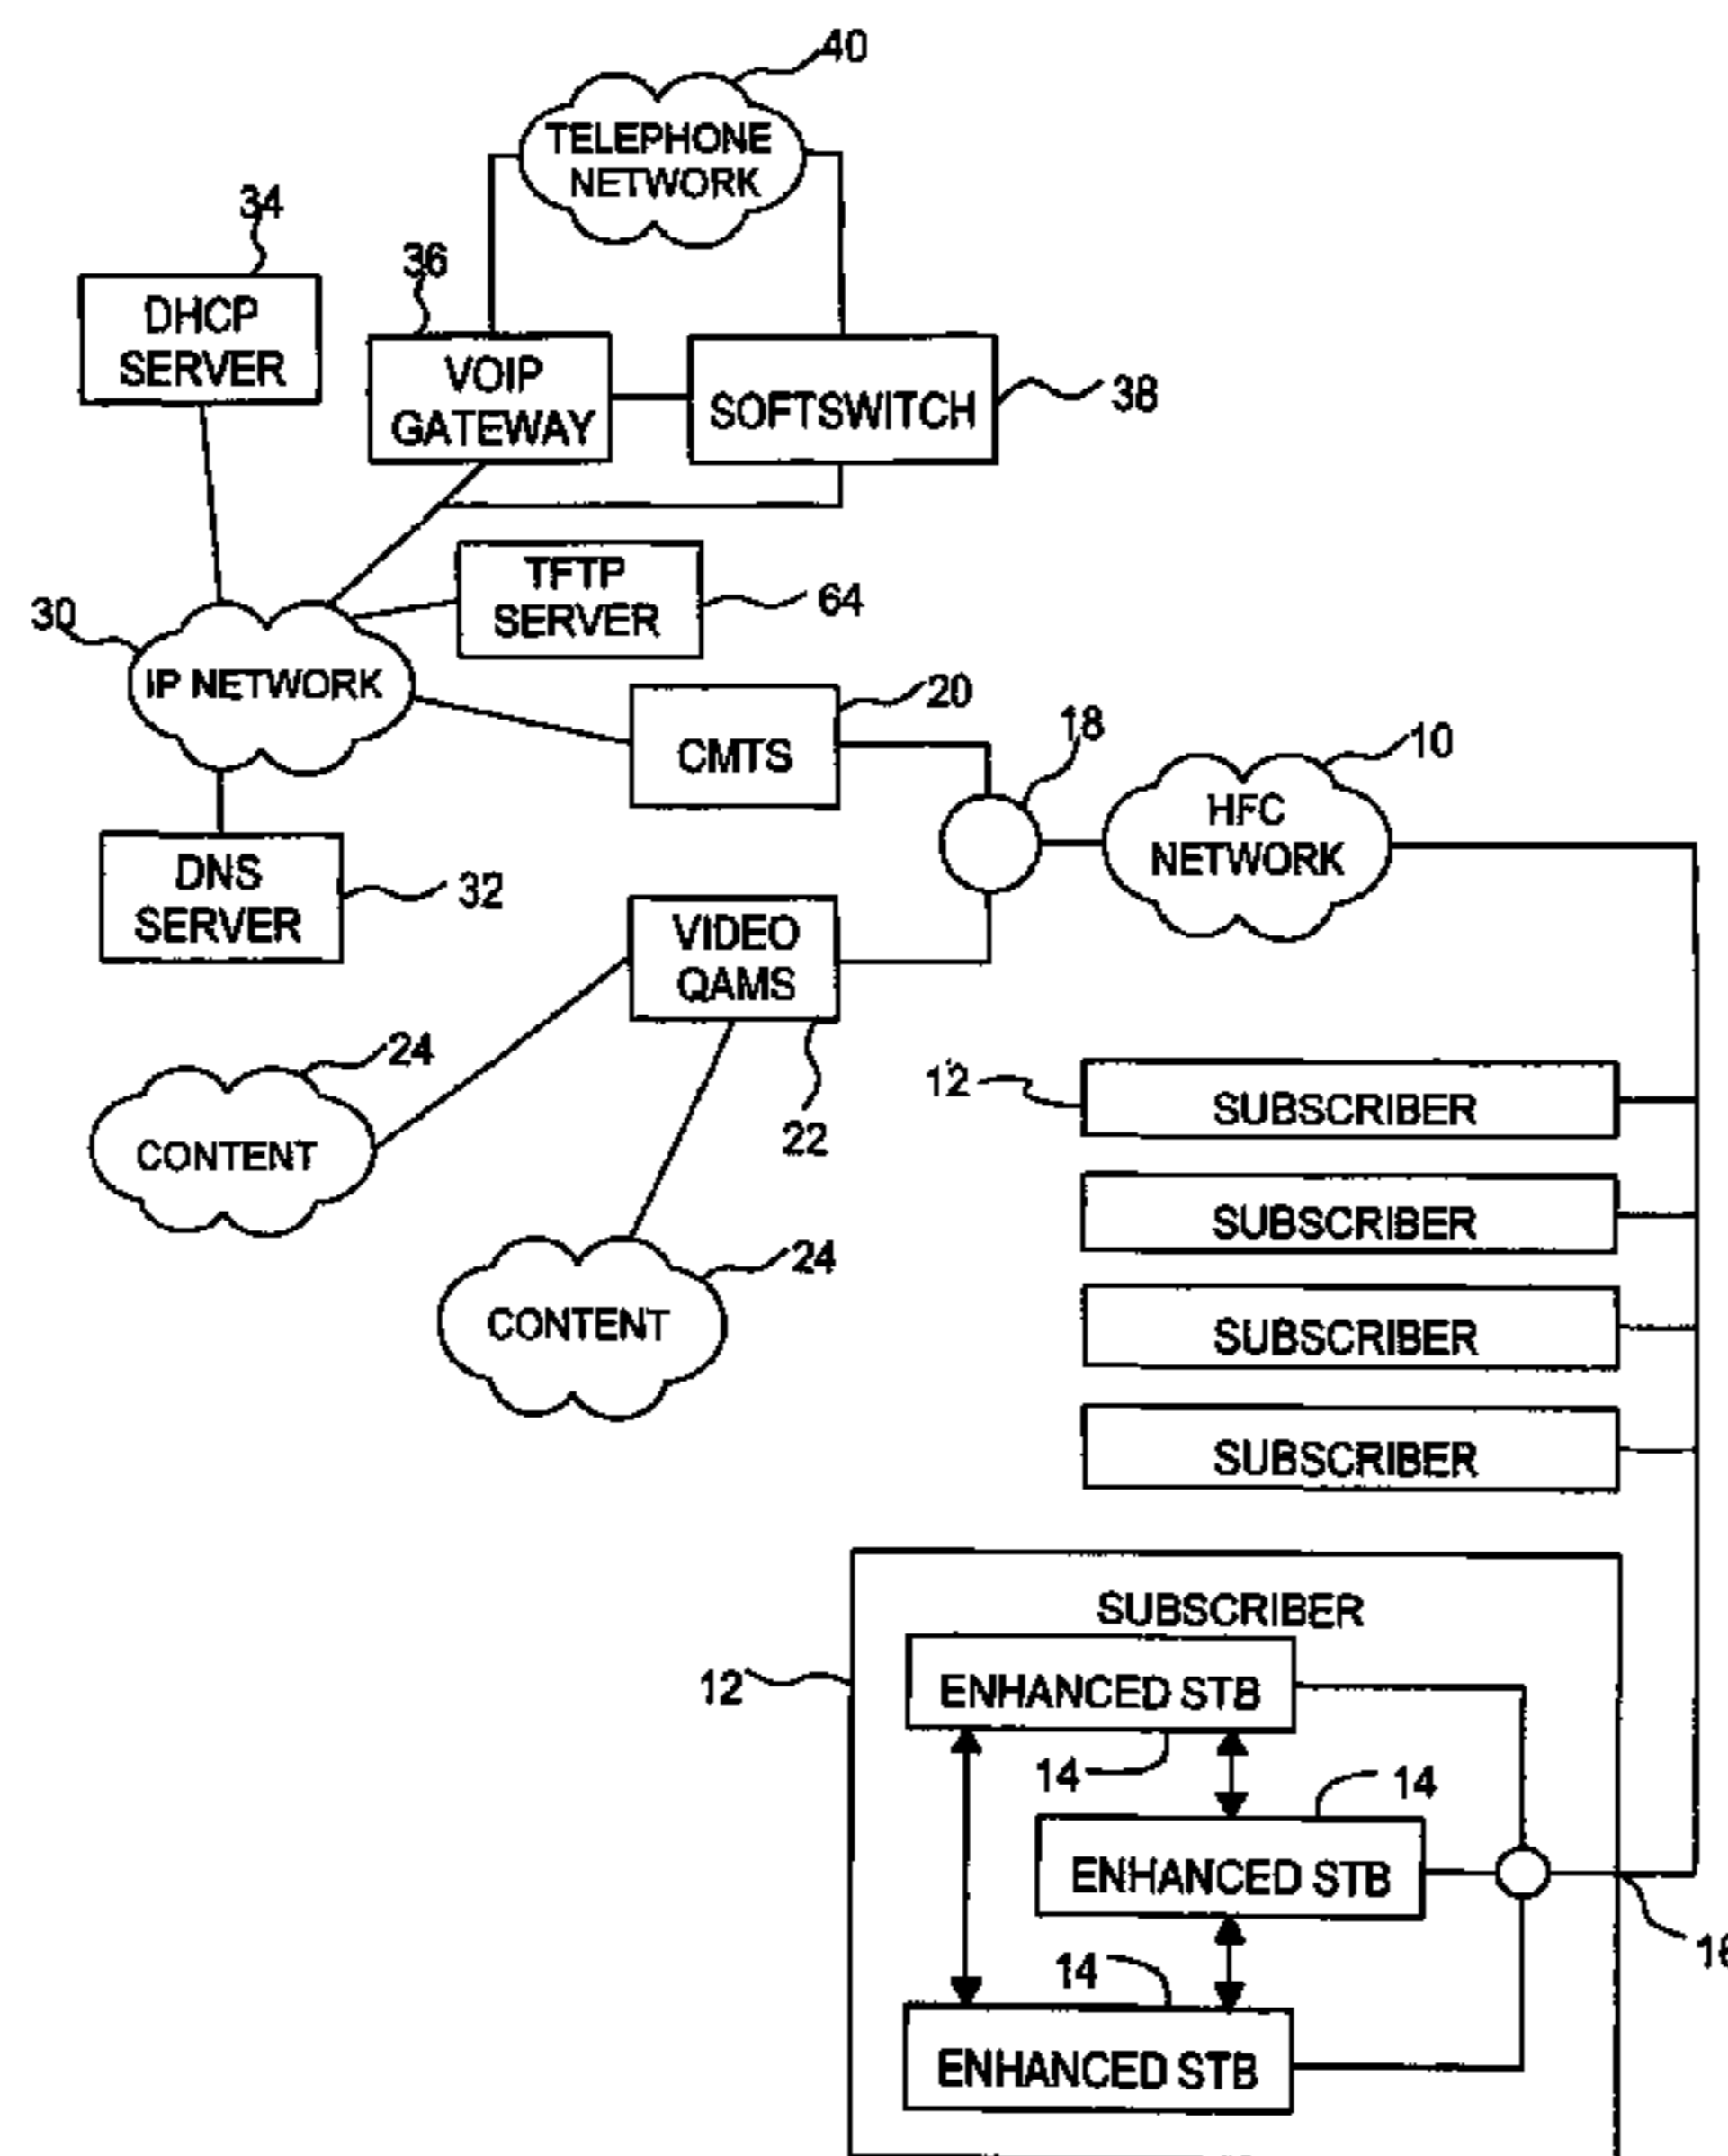 40
TELEPHONE
NETWORK
34
36
DHCP
SERVER
VOIP
GATEWAY
SOFTSWITCH
38
TFTP
SERVER
64
30
IP NETWORK
20
CMTS
18
10
HFC
NETWORK
DNS
SERVER
32
VIDEO
QAMS
22
24
CONTENT
24
CONTENT
12
SUBSCRIBER
SUBSCRIBER
SUBSCRIBER
SUBSCRIBER
SUBSCRIBER
12
ENHANCED STB
14
14
ENHANCED STB
14
ENHANCED STB